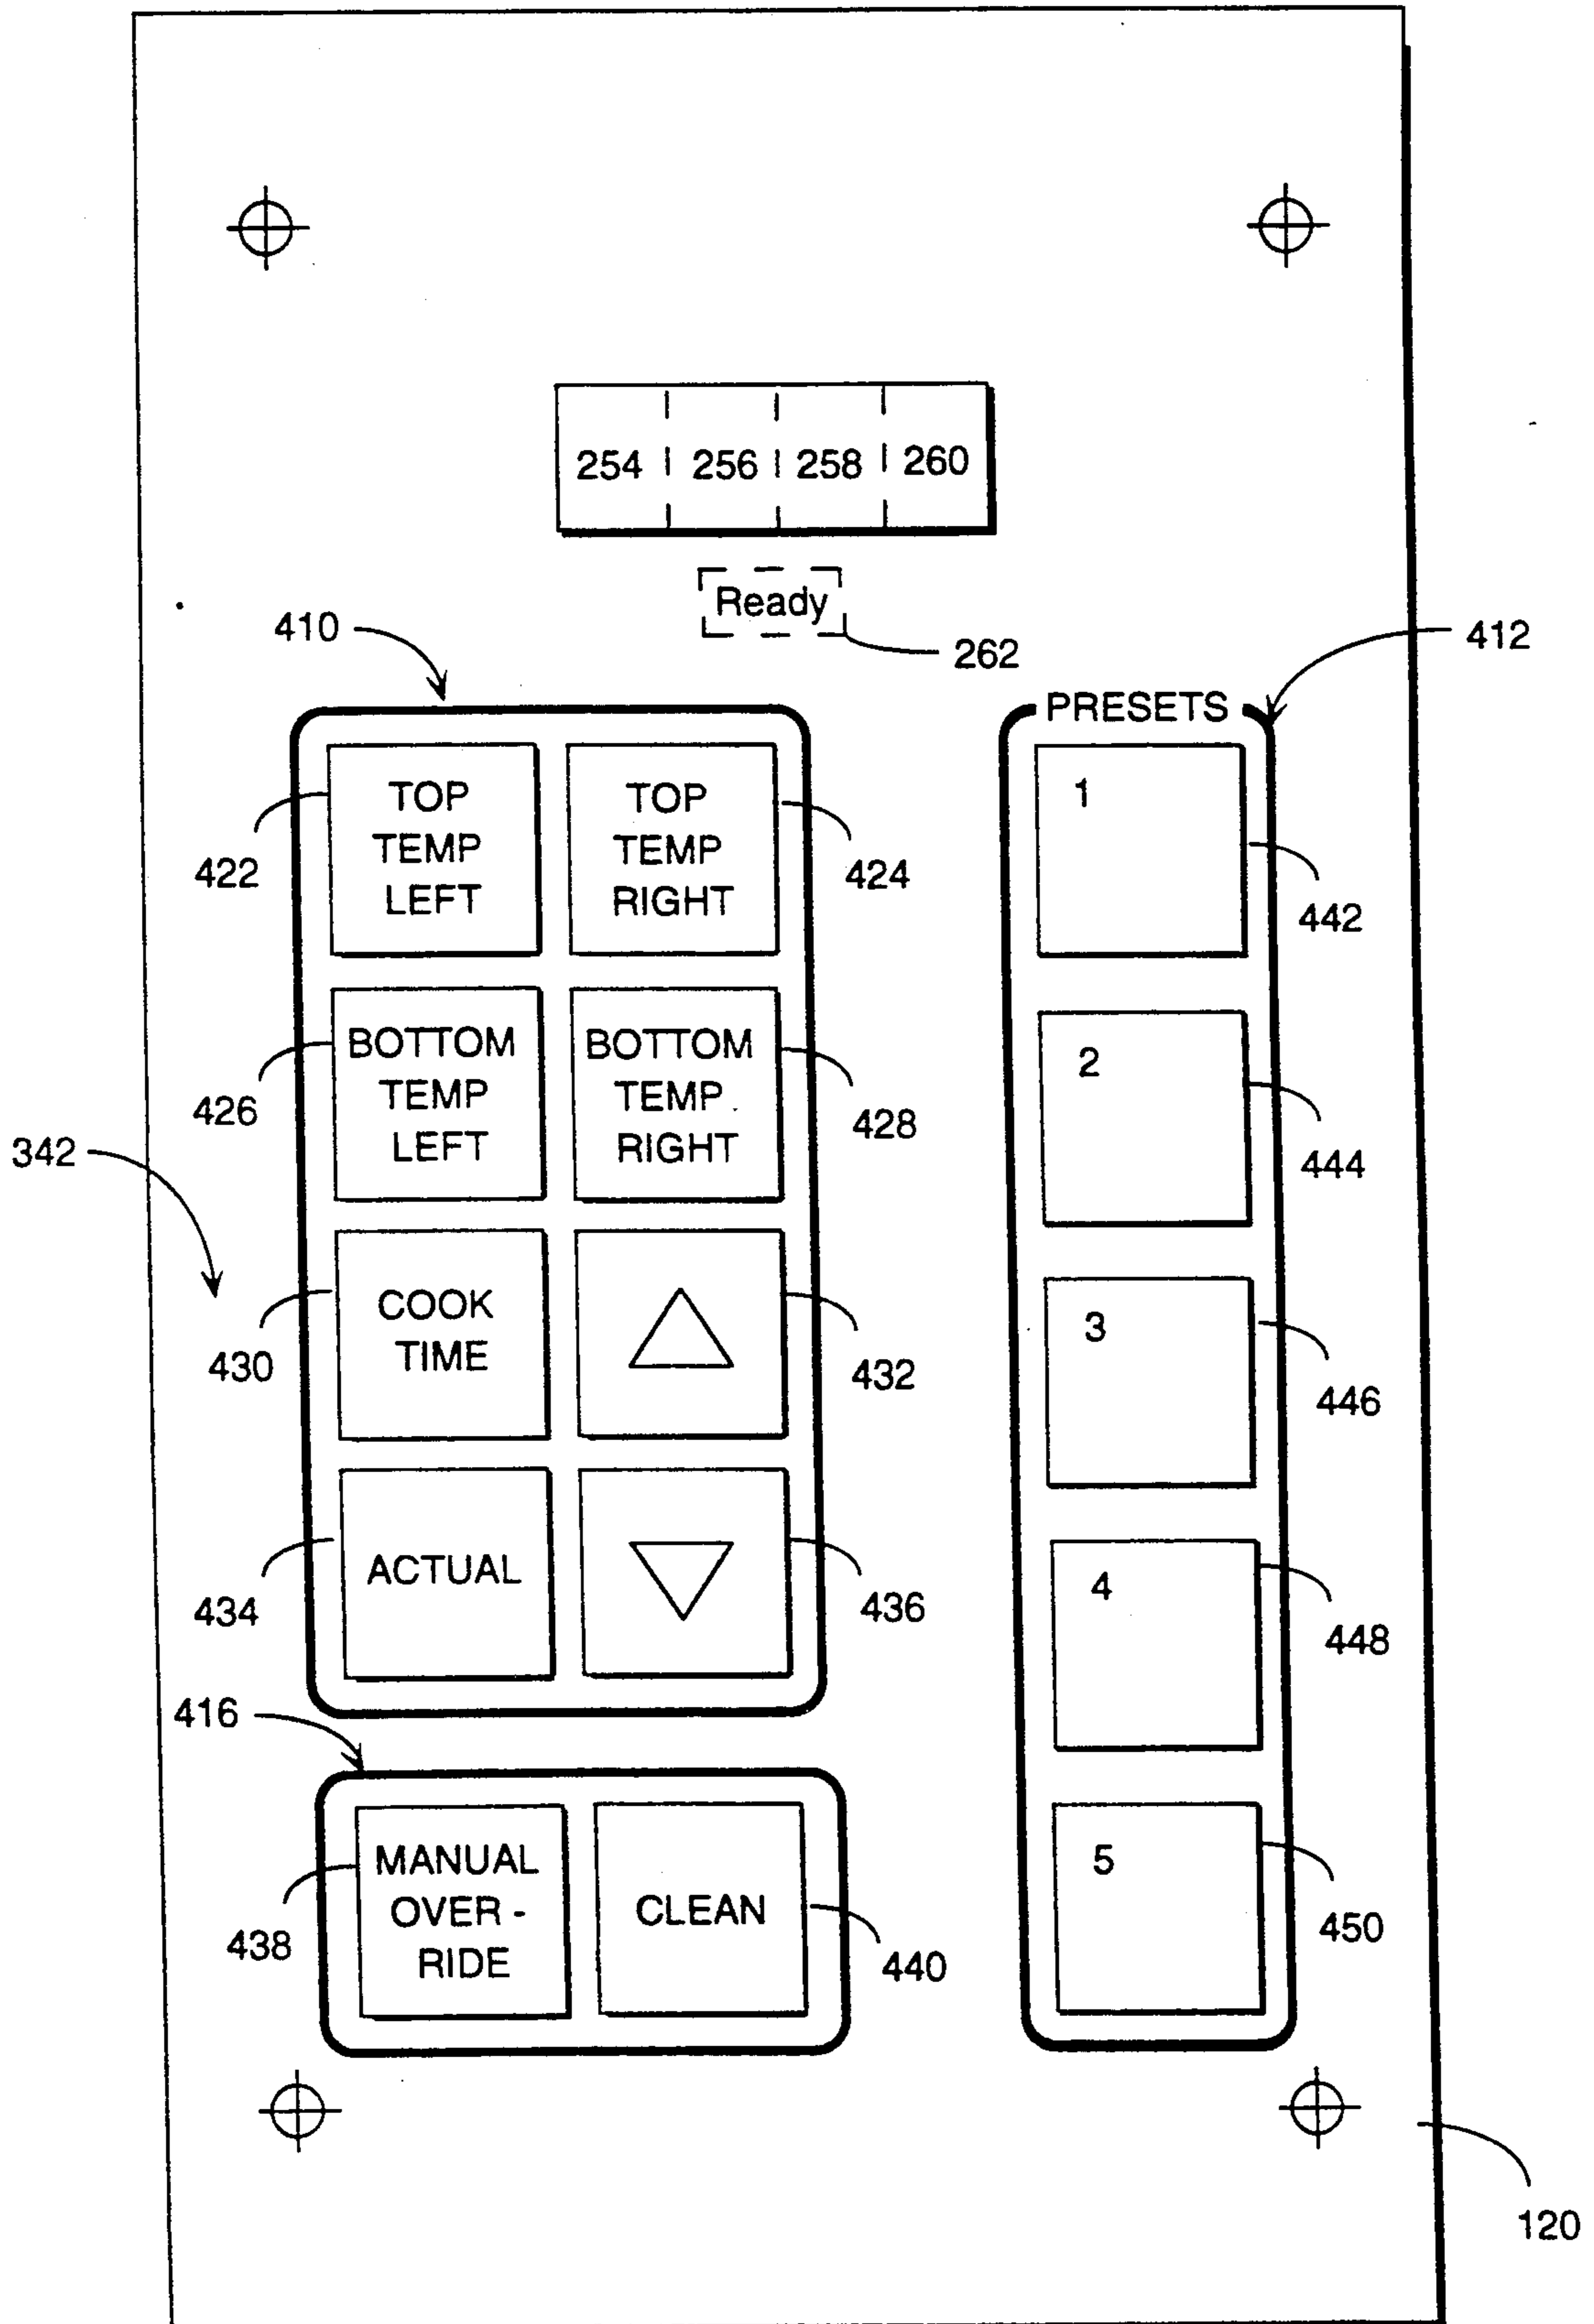 254 256 258 260
Ready
262
410
412
PRESETS
TOP
TEMP
LEFT
422
TOP
TEMP
RIGHT
424
1
442
BOTTOM
TEMP
LEFT
426
BOTTOM
TEMP
RIGHT
428
2
444
342
COOK
TIME
430
432
3
446
ACTUAL
434
436
4
448
416
MANUAL
OVER -
RIDE
438
CLEAN
440
5
450
120